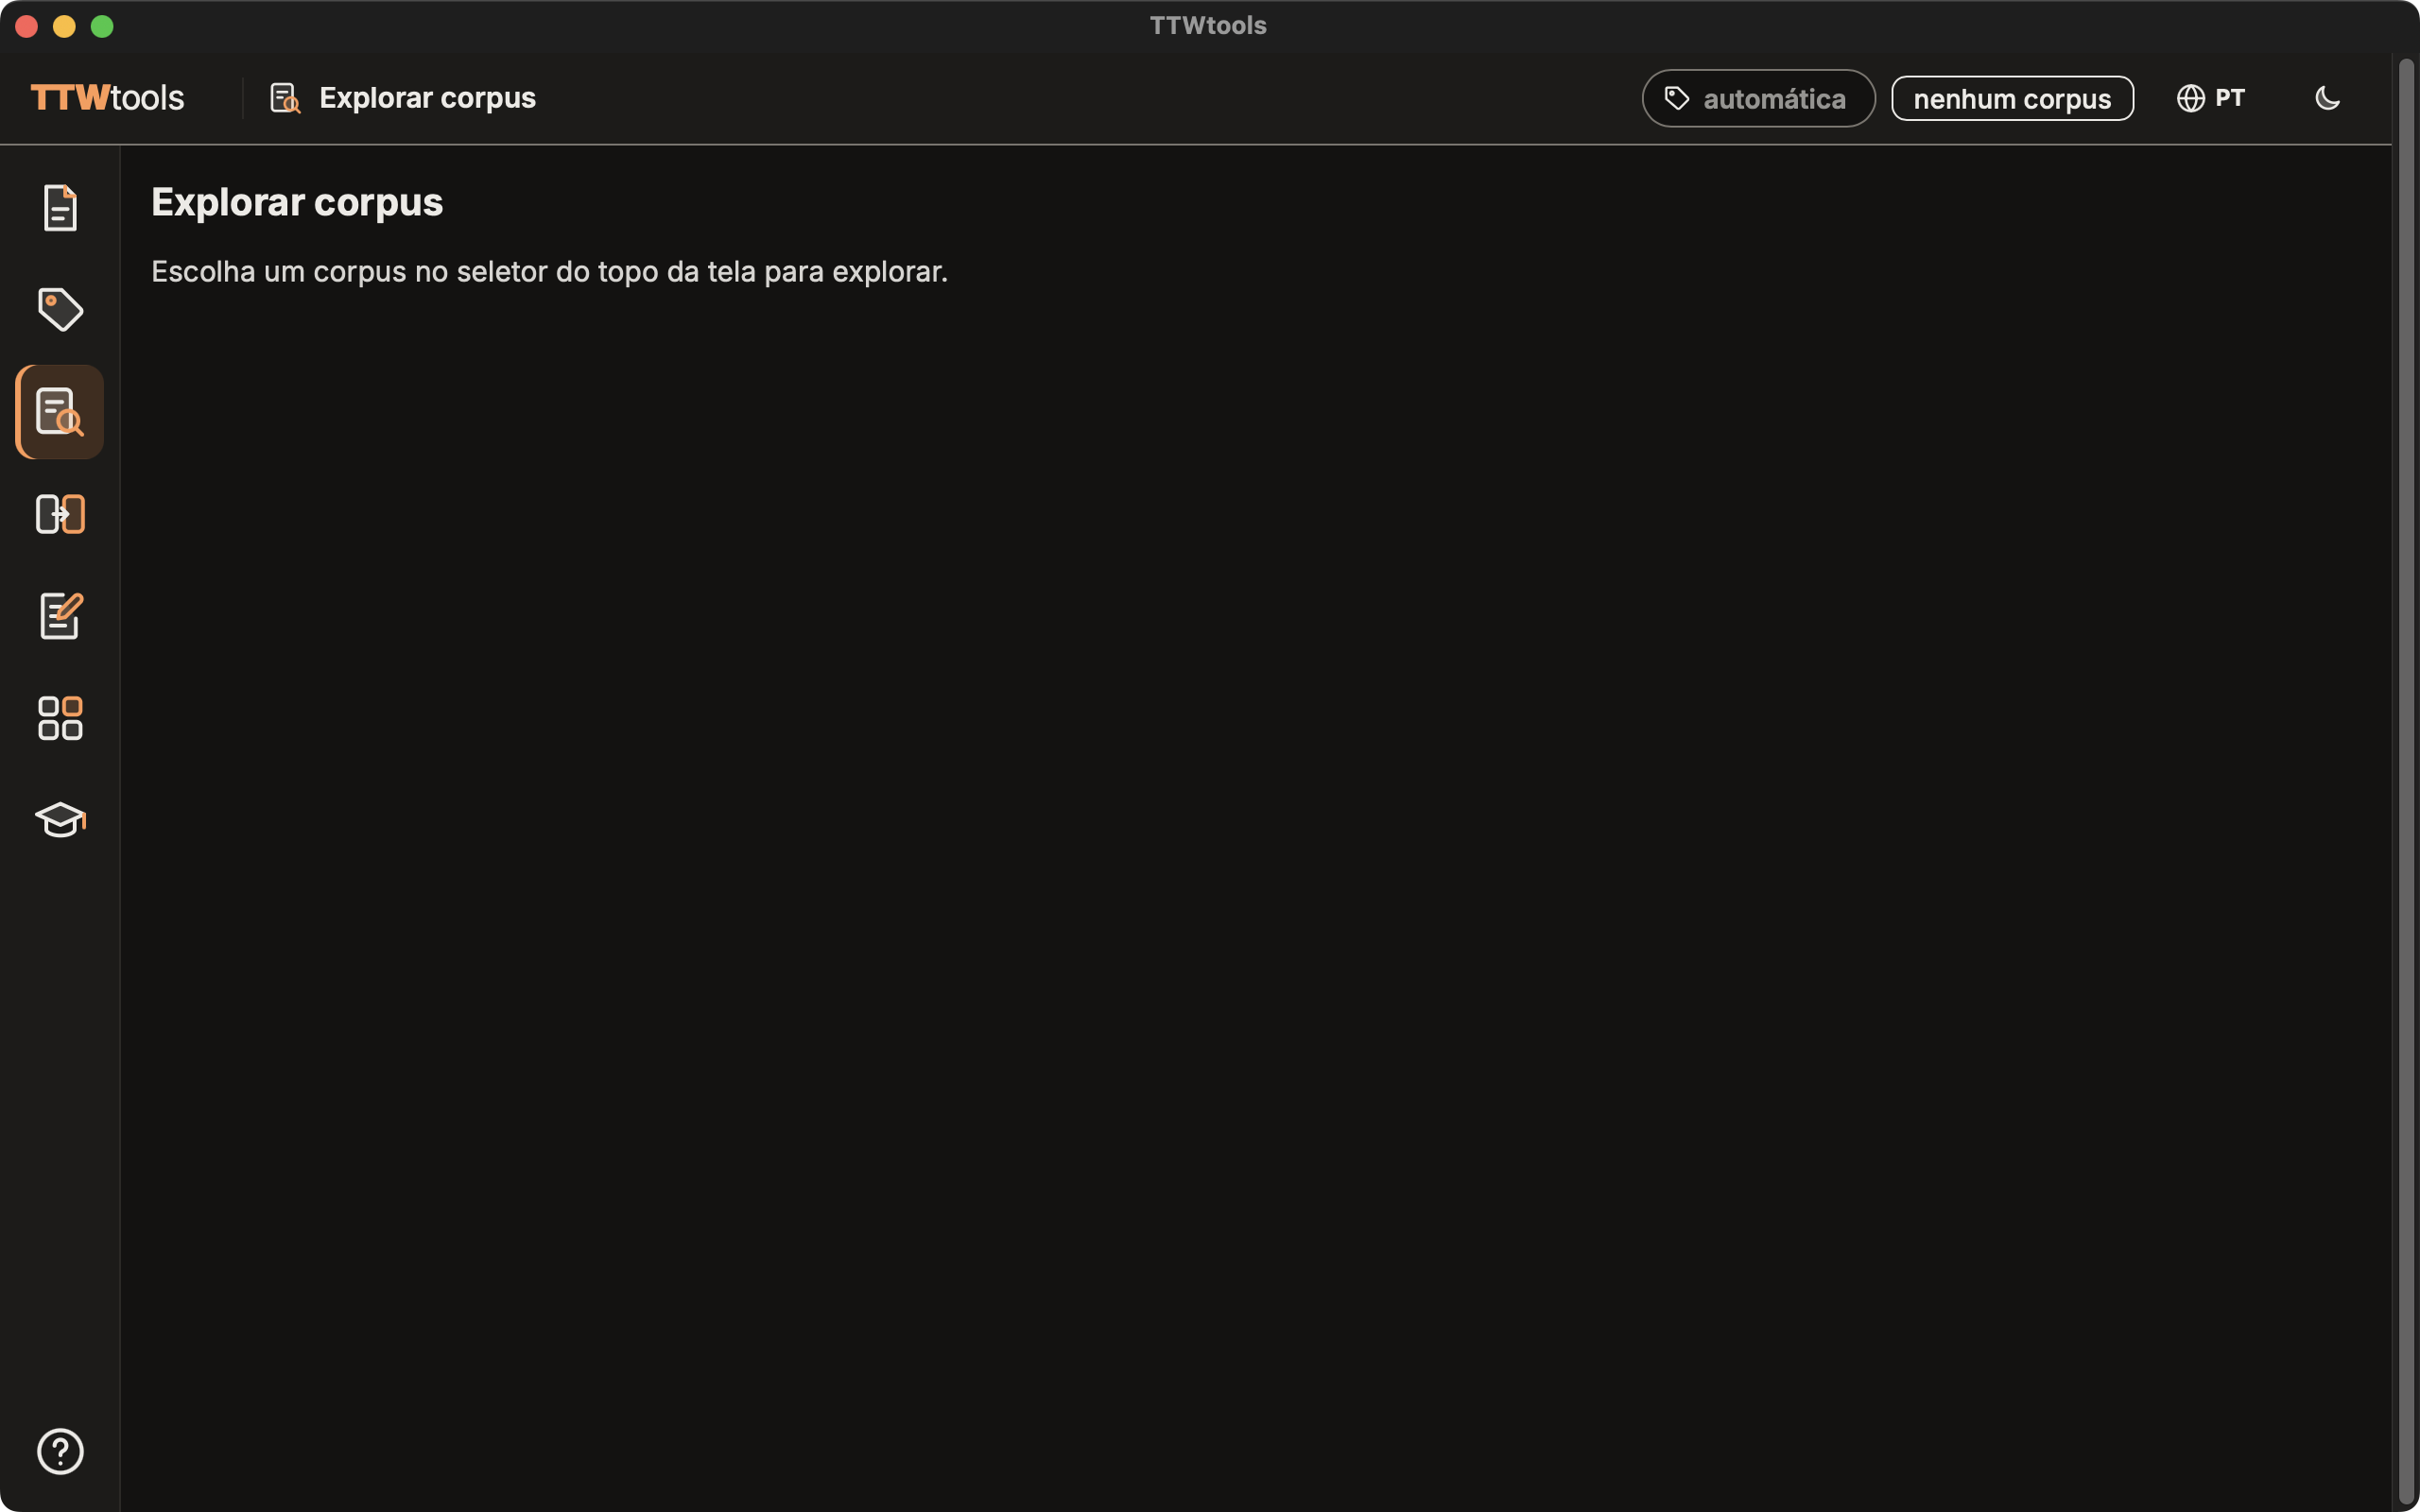 TTWtools
TTWtools
Explorar corpus
automática
nenhum corpus
PT
Explorar corpus
Escolha um corpus no seletor do topo da tela para explorar.